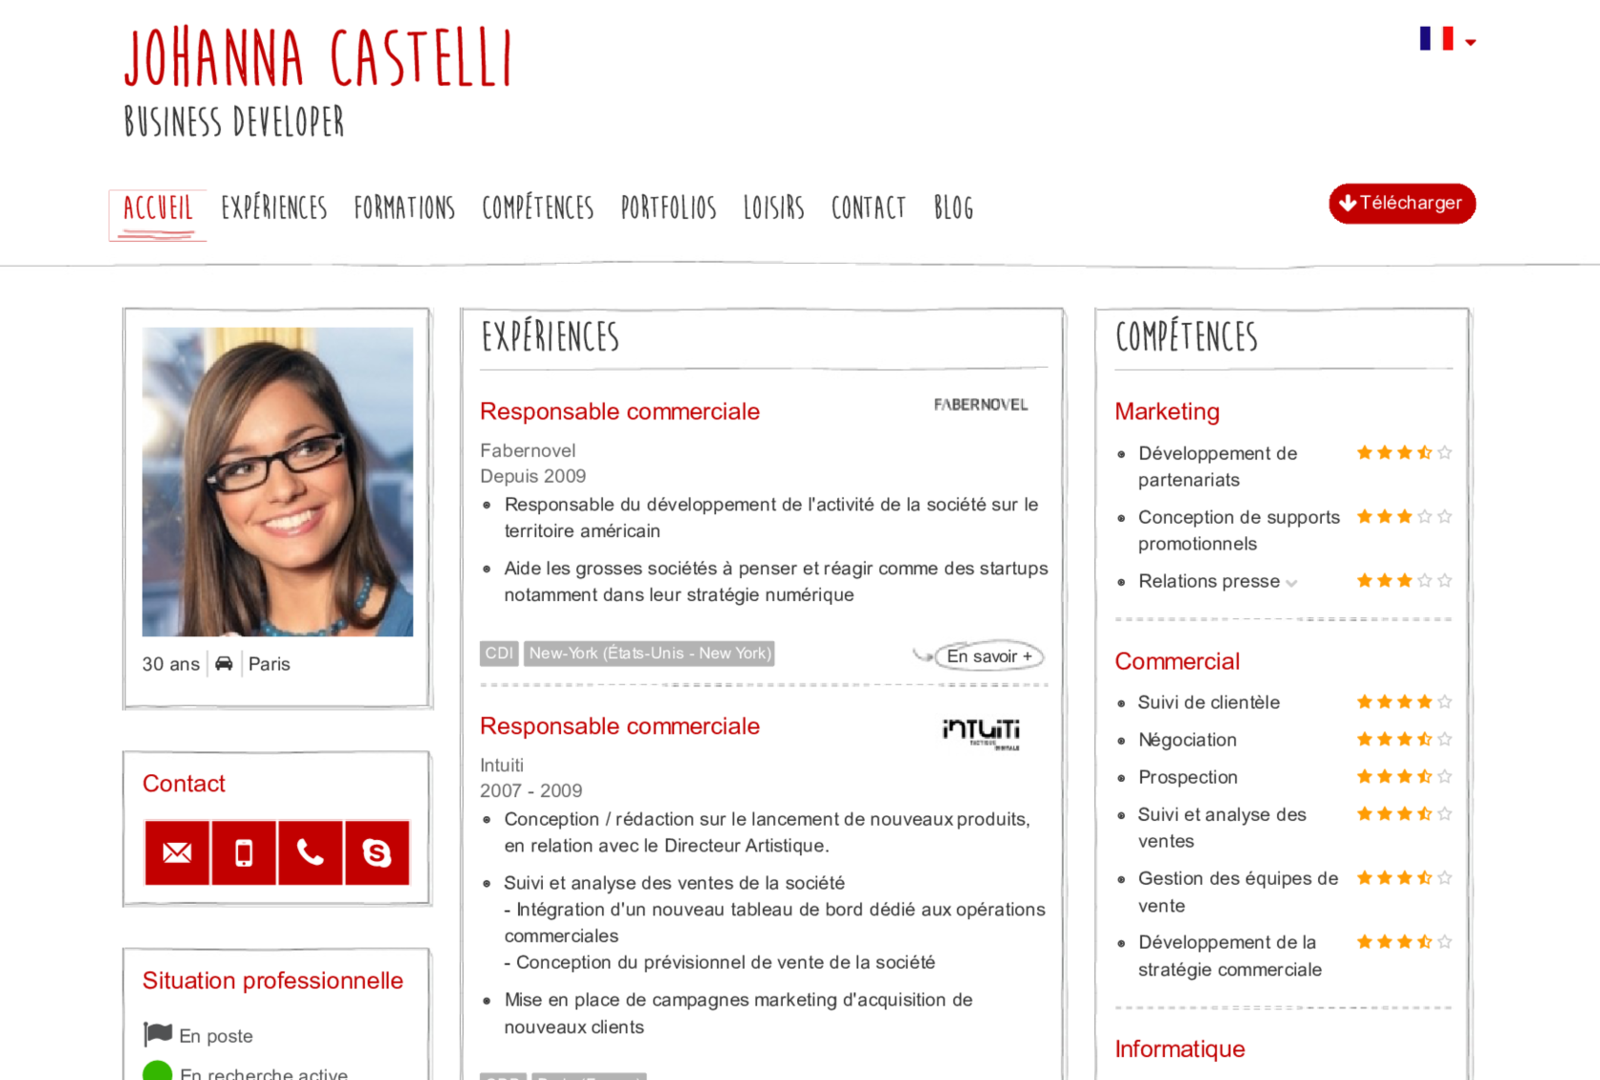 JOHANNA CASTELLI
BUSINESS DEVELOPER
ACCUEIL EXPÉRIENCES FORMATIONS COMPÉTENCES PORTFOLIOS LOISIRS CONTACT BLOG
Télécharger
30 ans
Paris
Contact
Situation professionnelle
En poste
En recherche active
EXPÉRIENCES
Responsable commerciale
FABERNOVEL
Fabernovel
Depuis 2009
Responsable du développement de l'activité de la société sur le
territoire américain
Aide les grosses sociétés à penser et réagir comme des startups
notamment dans leur stratégie numérique
CDI New-York (États-Unis - New York)
En savoir +
Responsable commerciale
INTUITI
Intuiti
2007 - 2009
Conception / rédaction sur le lancement de nouveaux produits,
en relation avec le Directeur Artistique.
Suivi et analyse des ventes de la société
- Intégration d'un nouveau tableau de bord dédié aux opérations
commerciales
- Conception du prévisionnel de vente de la société
Mise en place de campagnes marketing d'acquisition de
nouveaux clients
COMPÉTENCES
Marketing
Développement de
partenariats
Conception de supports
promotionnels
Relations presse
Commercial
Suivi de clientèle
Négociation
Prospection
Suivi et analyse des
ventes
Gestion des équipes de
vente
Développement de la
stratégie commerciale
Informatique